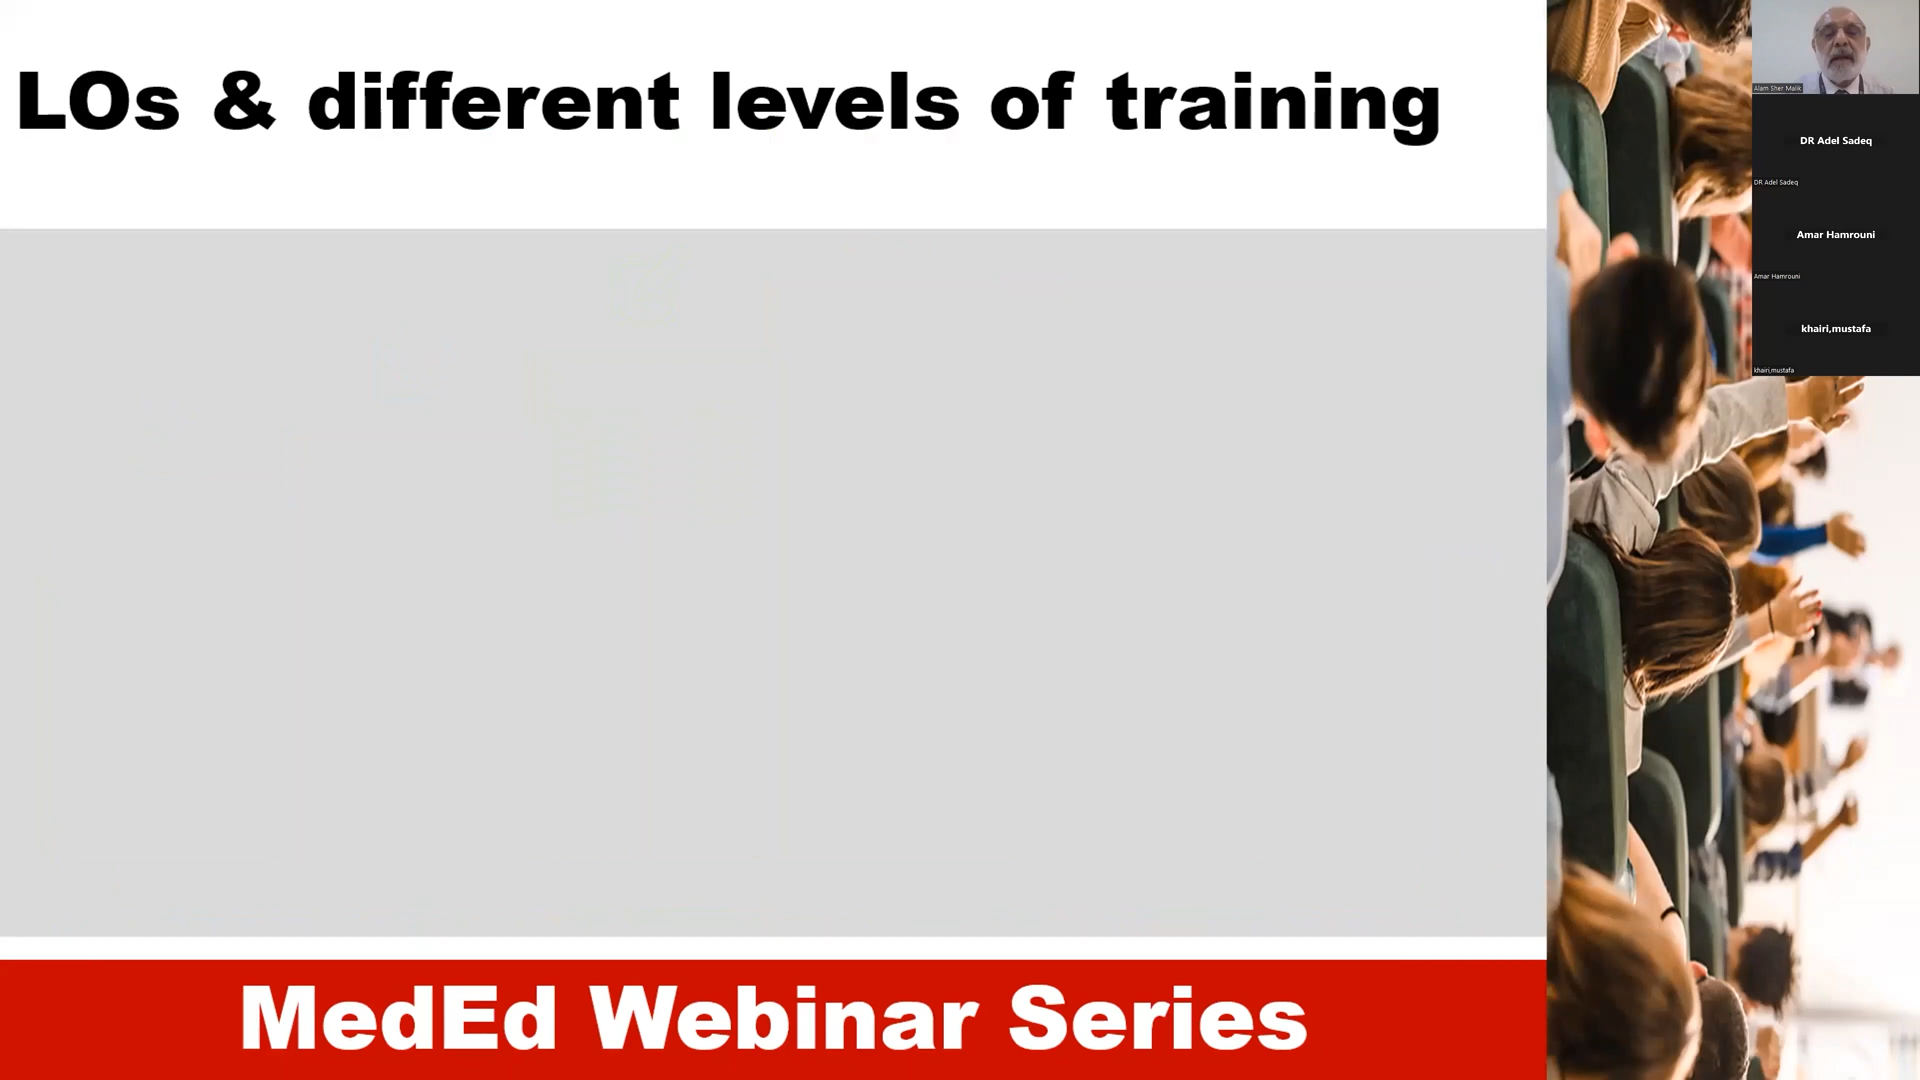 LOs & different levels of training
MedEd Webinar Series
Alam Sher Malik
DR Adel Sadeq
DR Adel Sadeq
Amar Hamrouni
Amar Hamrouni
khairi,mustafa
khairi,mustafa